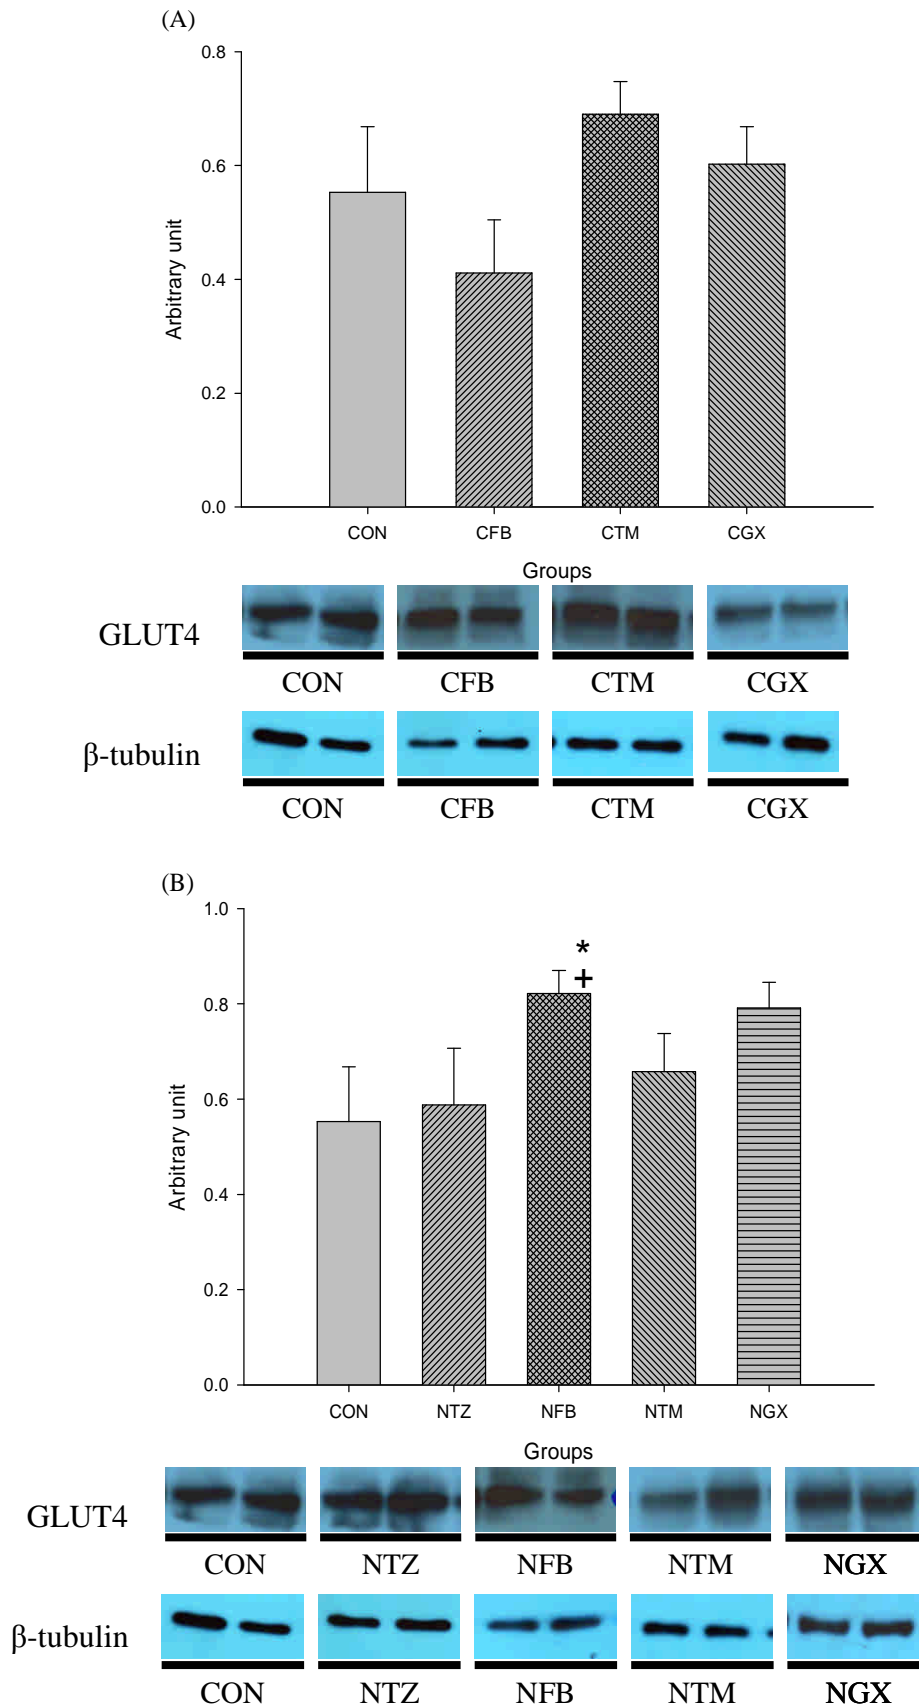 (A)
0.8
0.6
0.4
0.2
0.0
Arbitrary unit
CON CFB CTM CGX
Groups
GLUT4
CON CFB CTM CGX
β-tubulin
CON CFB CTM CGX
(B)
1.0
0.8
0.6
0.4
0.2
0.0
Arbitrary unit
*
+
CON NTZ NFB NTM NGX
Groups
GLUT4
CON NTZ NFB NTM NGX
β-tubulin
CON NTZ NFB NTM NGX